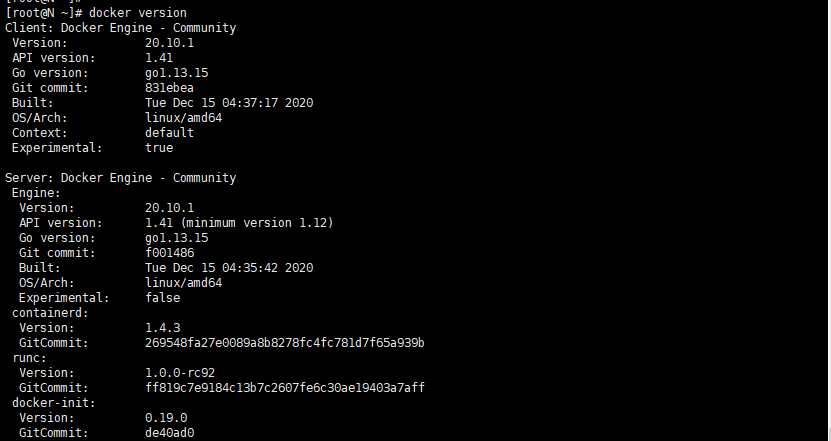 [root@N ~]# docker version
Client: Docker Engine - Community
 Version:           20.10.1
 API version:       1.41
 Go version:        go1.13.15
 Git commit:        831ebea
 Built:             Tue Dec 15 04:37:17 2020
 OS/Arch:           linux/amd64
 Context:           default
 Experimental:      true

Server: Docker Engine - Community
 Engine:
  Version:          20.10.1
  API version:      1.41 (minimum version 1.12)
  Go version:       go1.13.15
  Git commit:       f001486
  Built:            Tue Dec 15 04:35:42 2020
  OS/Arch:          linux/amd64
  Experimental:     false
 containerd:
  Version:          1.4.3
  GitCommit:        269548fa27e0089a8b8278fc4fc781d7f65a939b
 runc:
  Version:          1.0.0-rc92
  GitCommit:        ff819c7e9184c13b7c2607fe6c30ae19403a7aff
 docker-init:
  Version:          0.19.0
  GitCommit:        de40ad0